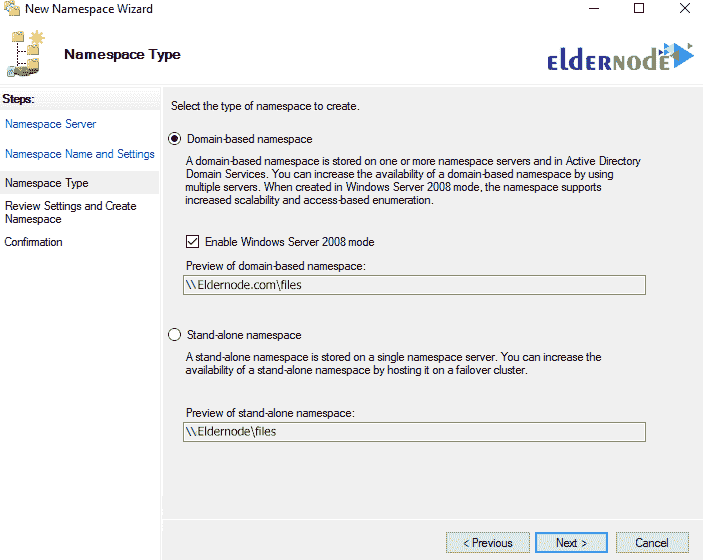 New Namespace Wizard
Namespace Type
ELDERNODE
Steps:
Namespace Server
Namespace Name and Settings
Namespace Type
Review Settings and Create
Namespace
Confirmation
Select the type of namespace to create.
Domain-based namespace
A domain-based namespace is stored on one or more namespace servers and in Active Directory
Domain Services. You can increase the availability of a domain-based namespace by using
multiple servers. When created in Windows Server 2008 mode, the namespace supports
increased scalability and access-based enumeration.
Enable Windows Server 2008 mode
Preview of domain-based namespace:
\\Eldernode.com\files
Stand-alone namespace
A stand-alone namespace is stored on a single namespace server. You can increase the
availability of a stand-alone namespace by hosting it on a failover cluster.
Preview of stand-alone namespace:
\\Eldernode\files
< Previous
Next >
Cancel